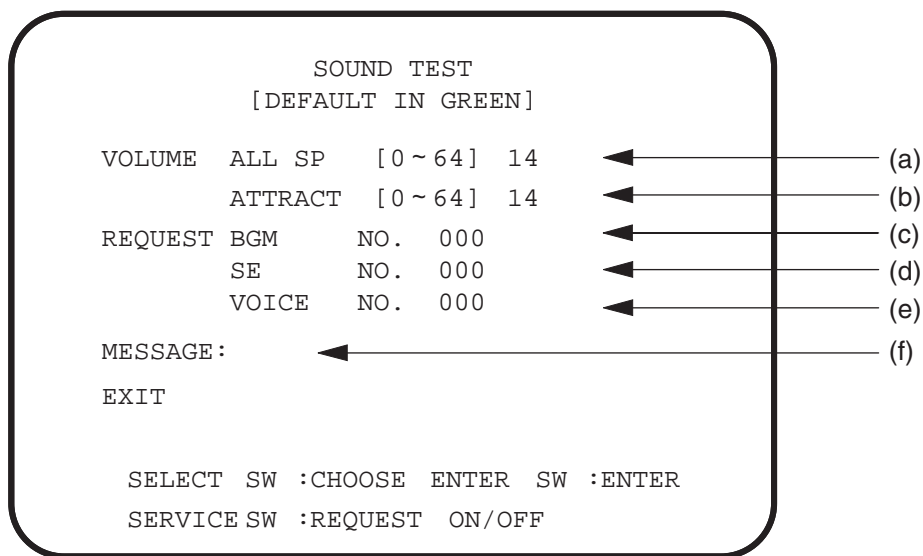 SOUND TEST
[DEFAULT IN GREEN]
VOLUME ALL SP [0~64] 14 (a)
ATTRACT [0~64] 14 (b)
REQUEST BGM NO. 000 (c)
SE NO. 000 (d)
VOICE NO. 000 (e)
MESSAGE: (f)
EXIT
SELECT SW :CHOOSE ENTER SW :ENTER
SERVICE SW :REQUEST ON/OFF